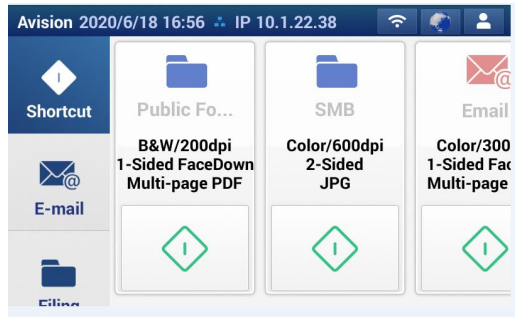 Avision 2020/6/18 16:56 IP 10.1.22.38
Shortcut
E-mail
Filing
Public Fo...
B&W/200dpi
1-Sided FaceDown
Multi-page PDF
SMB
Color/600dpi
2-Sided
JPG
Email
Color/300
1-Sided Fac
Multi-page